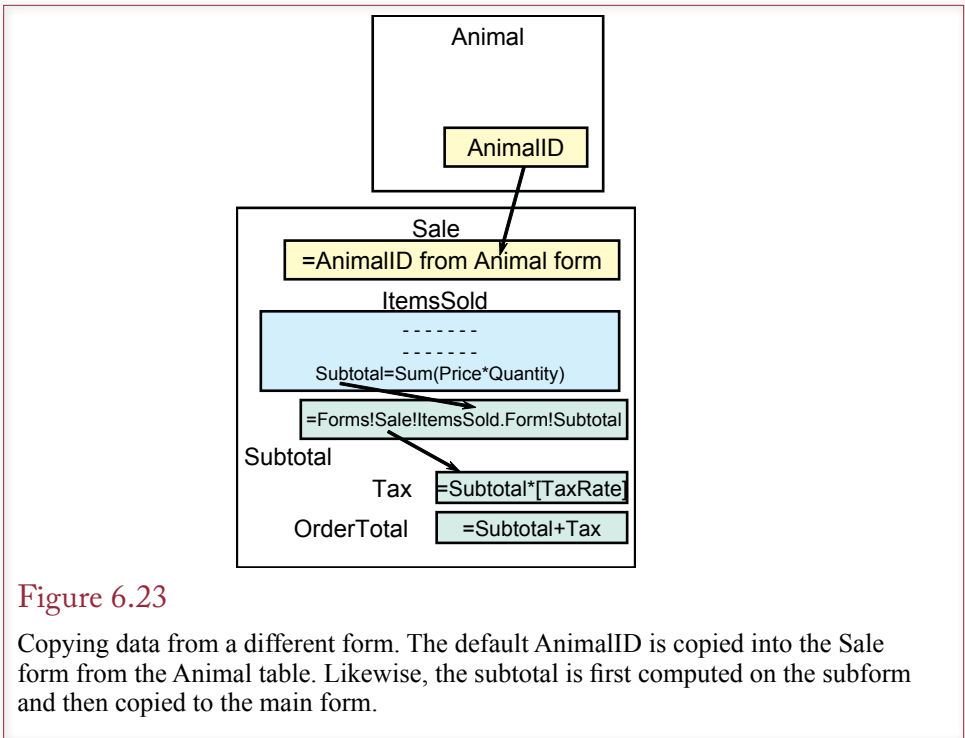 Animal
AnimalID
Sale
=AnimalID from Animal form
ItemsSold
- - - - - - -
- - - - - - -
Subtotal=Sum(Price*Quantity)
=Forms!Sale!ItemsSold.Form!Subtotal
Subtotal
Tax =Subtotal*[TaxRate]
OrderTotal =Subtotal+Tax
Figure 6.23
Copying data from a different form. The default AnimalID is copied into the Sale
form from the Animal table. Likewise, the subtotal is first computed on the subform
and then copied to the main form.